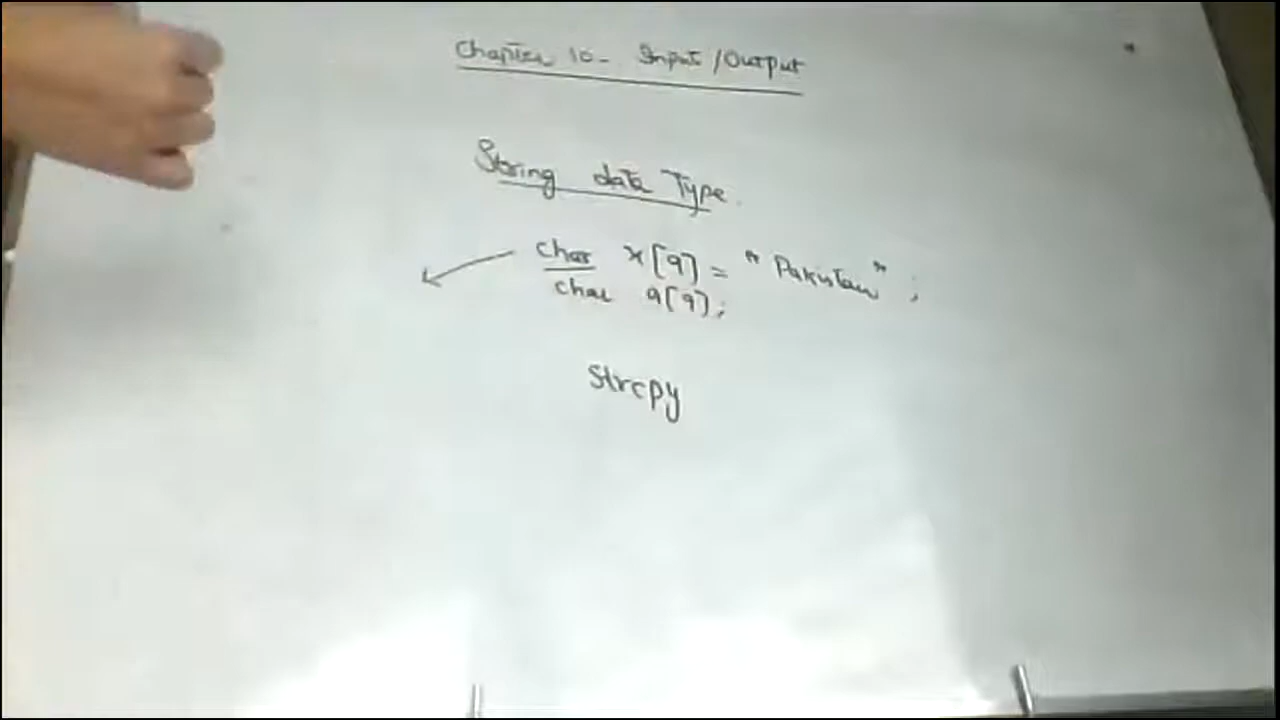 Chapter 10- Input /Output
String data Type.
char x[9] = "Pakistan" ;
char a[9];
Strcpy